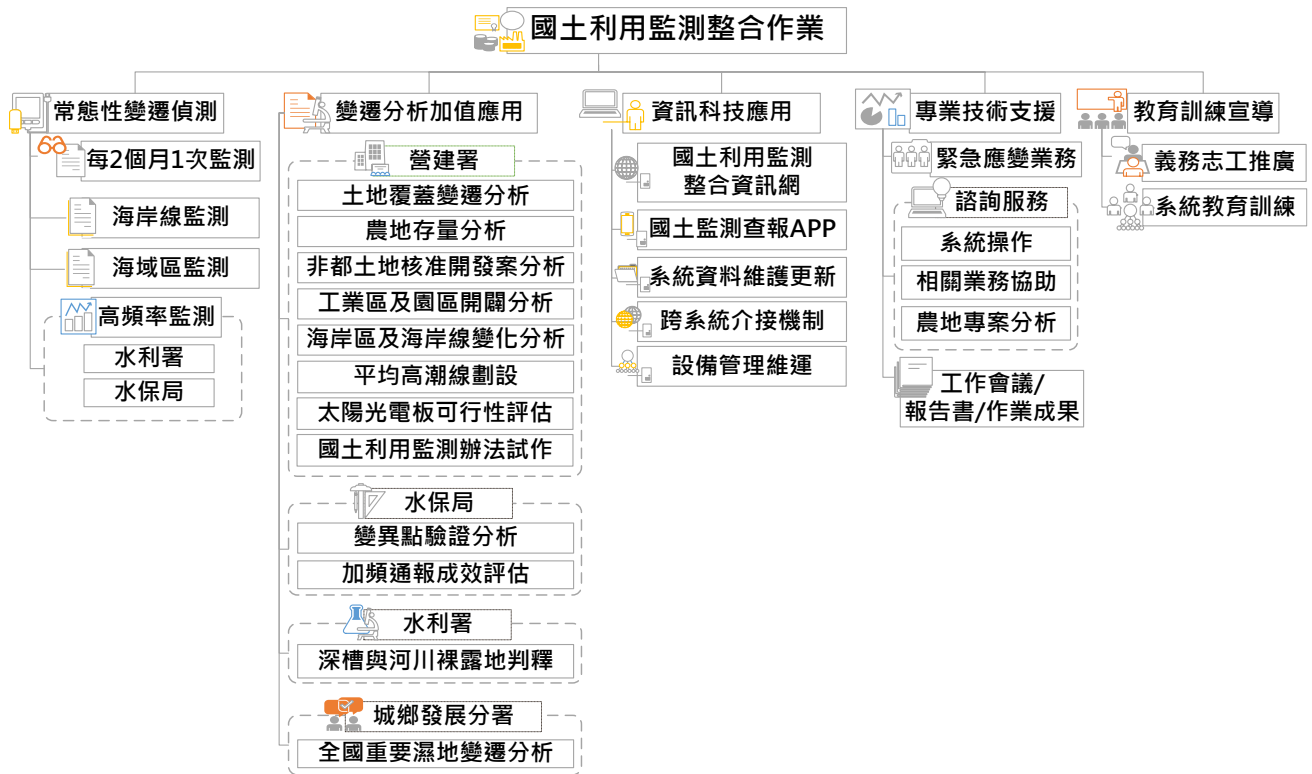 國土利用監測整合作業
常態性變遷偵測
每2個月1次監測
海岸線監測
海域區監測
高頻率監測
水利署
水保局
變遷分析加值應用
營建署
土地覆蓋變遷分析
農地存量分析
非都土地核准開發案分析
工業區及園區開闢分析
海岸區及海岸線變化分析
平均高潮線劃設
太陽光電板可行性評估
國土利用監測辦法試作
水保局
變異點驗證分析
加頻通報成效評估
水利署
深槽與河川裸露地判釋
城鄉發展分署
全國重要濕地變遷分析
資訊科技應用
國土利用監測
整合資訊網
國土監測查報APP
系統資料維護更新
跨系統介接機制
設備管理維運
專業技術支援
緊急應變業務
諮詢服務
系統操作
相關業務協助
農地專案分析
工作會議/
報告書/作業成果
教育訓練宣導
義務志工推廣
系統教育訓練